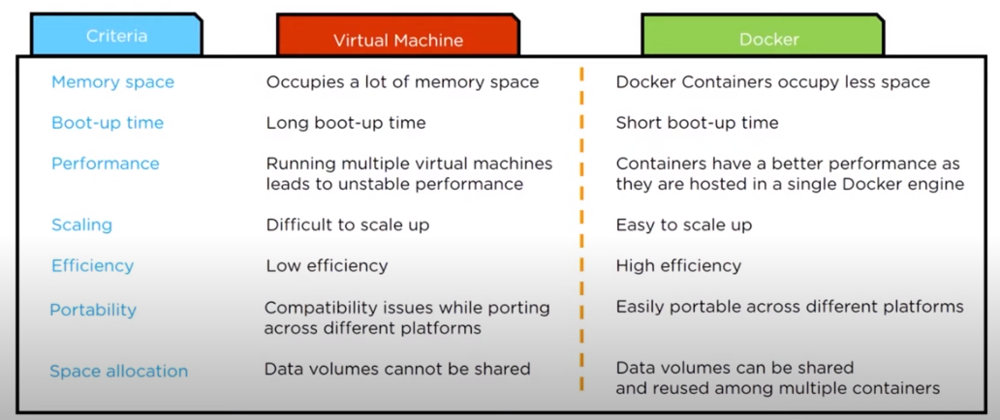 Criteria
Virtual Machine
Docker
Memory space
Occupies a lot of memory space
Docker Containers occupy less space
Boot-up time
Long boot-up time
Short boot-up time
Performance
Running multiple virtual machines
leads to unstable performance
Containers have a better performance as
they are hosted in a single Docker engine
Scaling
Difficult to scale up
Easy to scale up
Efficiency
Low efficiency
High efficiency
Portability
Compatibility issues while porting
across different platforms
Easily portable across different platforms
Space allocation
Data volumes cannot be shared
Data volumes can be shared
and reused among multiple containers